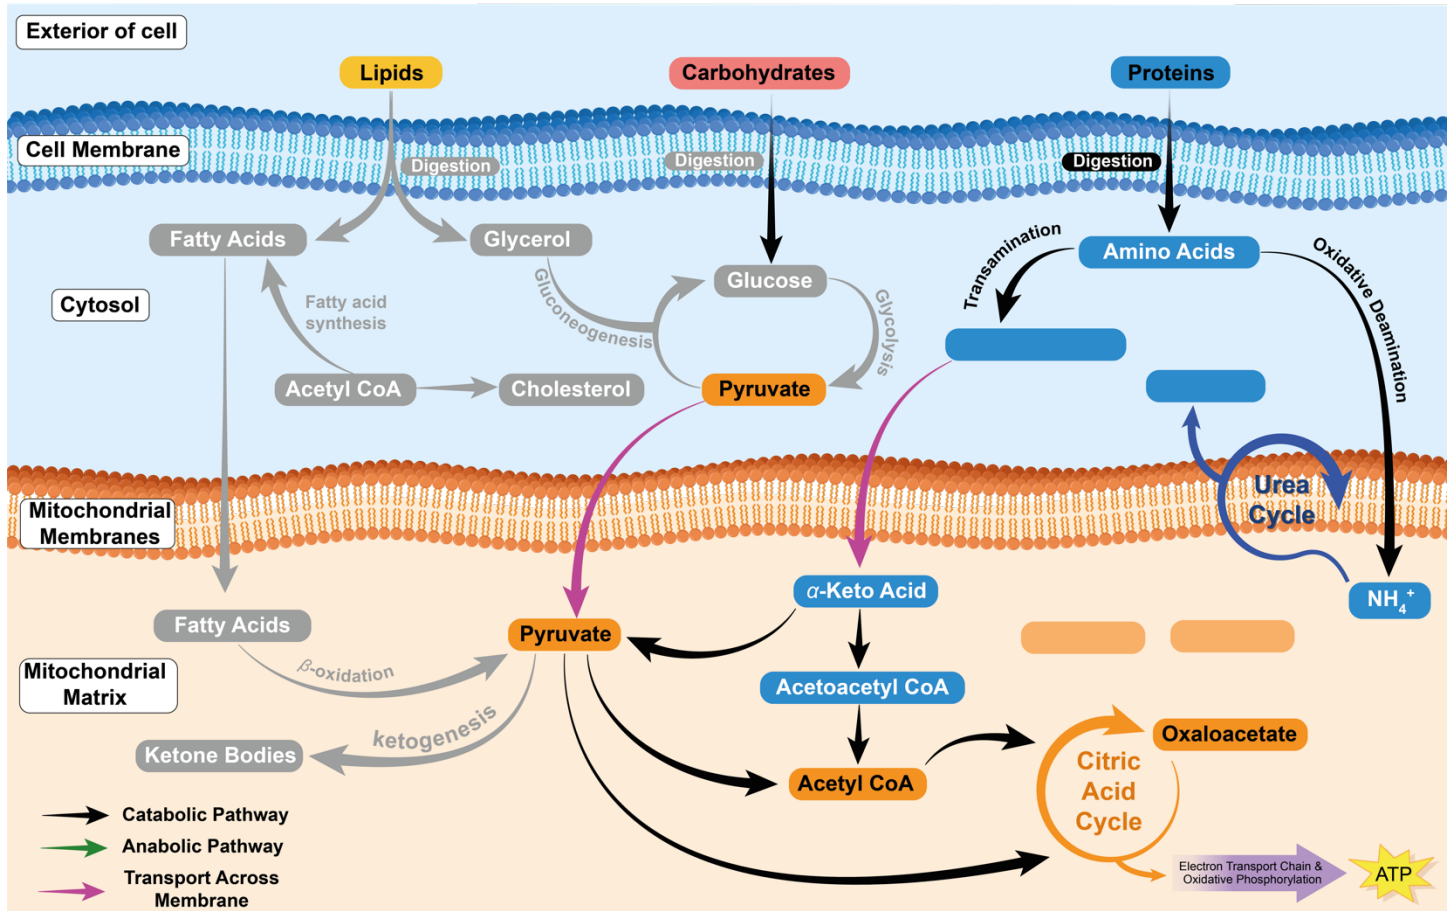 Exterior of cell
Lipids
Carbohydrates
Proteins
Cell Membrane
Digestion
Digestion
Digestion
Fatty Acids
Glycerol
Transamination
Amino Acids
Oxidative Deamination
Glucose
Cytosol
Fatty acid
synthesis
Gluconeogenesis
Glycolysis
Acetyl CoA
Cholesterol
Pyruvate
Mitochondrial
Membranes
Urea
Cycle
α-Keto Acid
NH₄⁺
Fatty Acids
Pyruvate
β-oxidation
Mitochondrial
Matrix
Acetoacetyl CoA
ketogenesis
Ketone Bodies
Oxaloacetate
Acetyl CoA
Citric
Acid
Cycle
Catabolic Pathway
Anabolic Pathway
Transport Across
Membrane
Electron Transport Chain &
Oxidative Phosphorylation
ATP